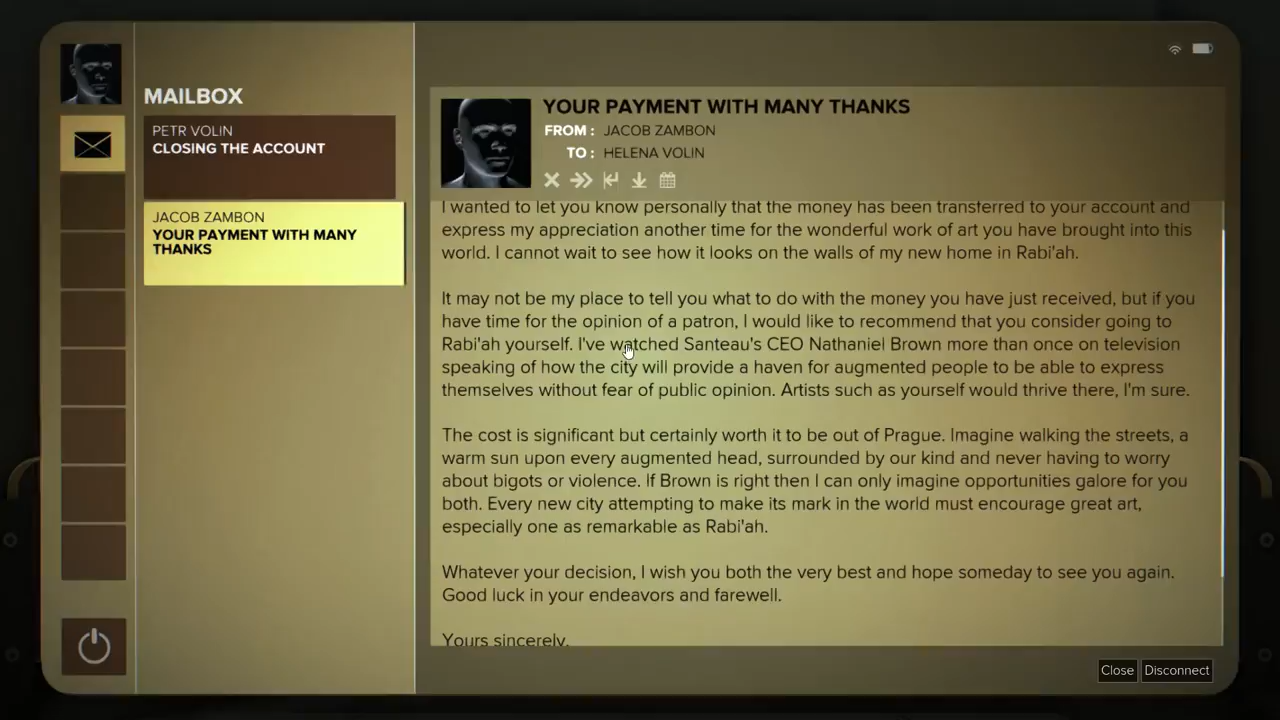 MAILBOX
PETR VOLIN
CLOSING THE ACCOUNT
JACOB ZAMBON
YOUR PAYMENT WITH MANY
THANKS
YOUR PAYMENT WITH MANY THANKS
FROM : JACOB ZAMBON
TO : HELENA VOLIN
I wanted to let you know personally that the money has been transferred to your account and
express my appreciation another time for the wonderful work of art you have brought into this
world. I cannot wait to see how it looks on the walls of my new home in Rabi'ah.
It may not be my place to tell you what to do with the money you have just received, but if you
have time for the opinion of a patron, I would like to recommend that you consider going to
Rabi'ah yourself. I've watched Santeau's CEO Nathaniel Brown more than once on television
speaking of how the city will provide a haven for augmented people to be able to express
themselves without fear of public opinion. Artists such as yourself would thrive there, I'm sure.
The cost is significant but certainly worth it to be out of Prague. Imagine walking the streets, a
warm sun upon every augmented head, surrounded by our kind and never having to worry
about bigots or violence. If Brown is right then I can only imagine opportunities galore for you
both. Every new city attempting to make its mark in the world must encourage great art,
especially one as remarkable as Rabi'ah.
Whatever your decision, I wish you both the very best and hope someday to see you again.
Good luck in your endeavors and farewell.
Yours sincerely,
Close Disconnect